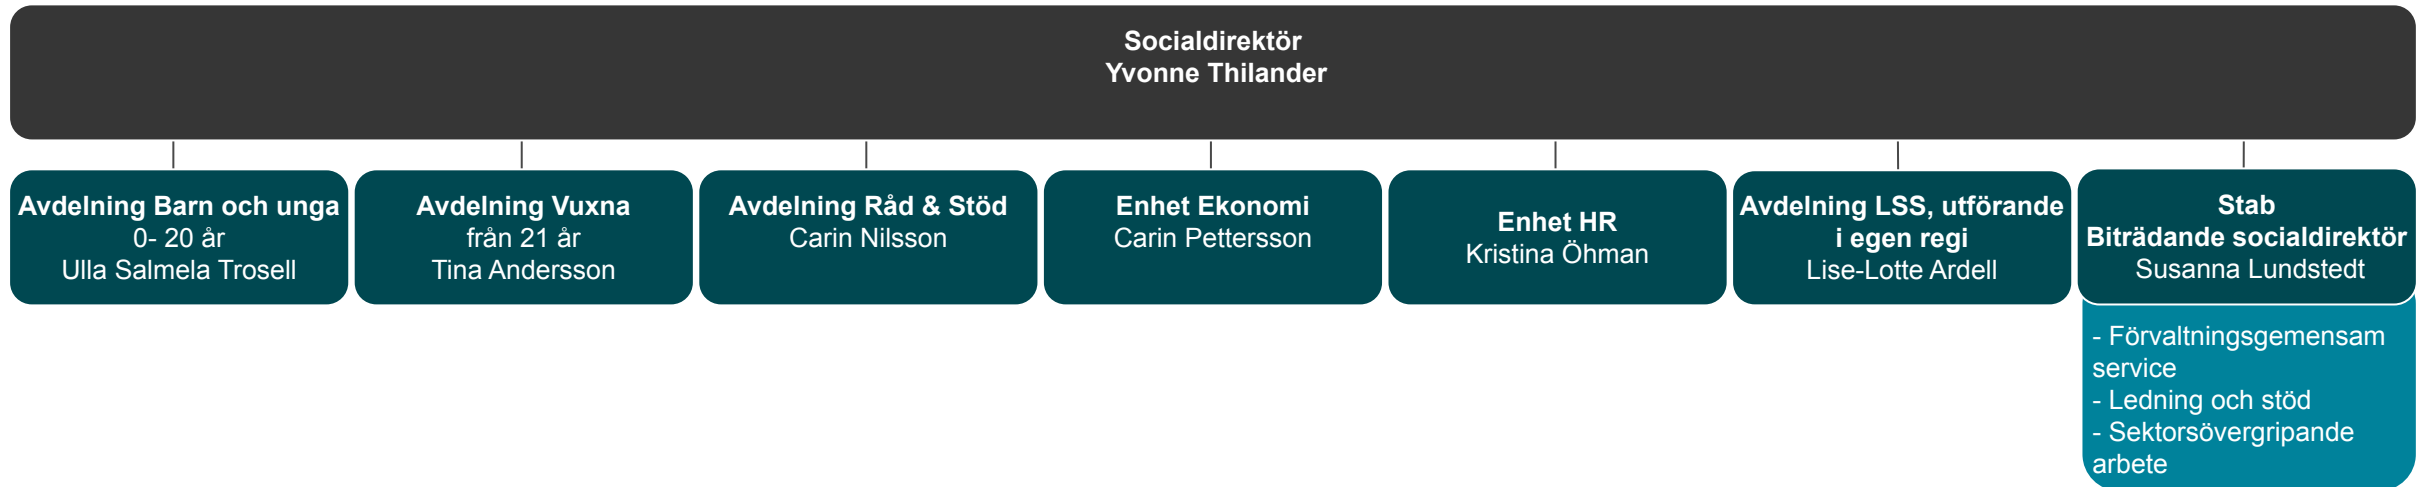 Socialdirektör
Yvonne Thilander
Avdelning Barn och unga
0- 20 år
Ulla Salmela Trosell
Avdelning Vuxna
från 21 år
Tina Andersson
Avdelning Råd & Stöd
Carin Nilsson
Enhet Ekonomi
Carin Pettersson
Enhet HR
Kristina Öhman
Avdelning LSS, utförande
i egen regi
Lise-Lotte Ardell
Stab
Biträdande socialdirektör
Susanna Lundstedt
- Förvaltningsgemensam
service
- Ledning och stöd
- Sektorsövergripande
arbete